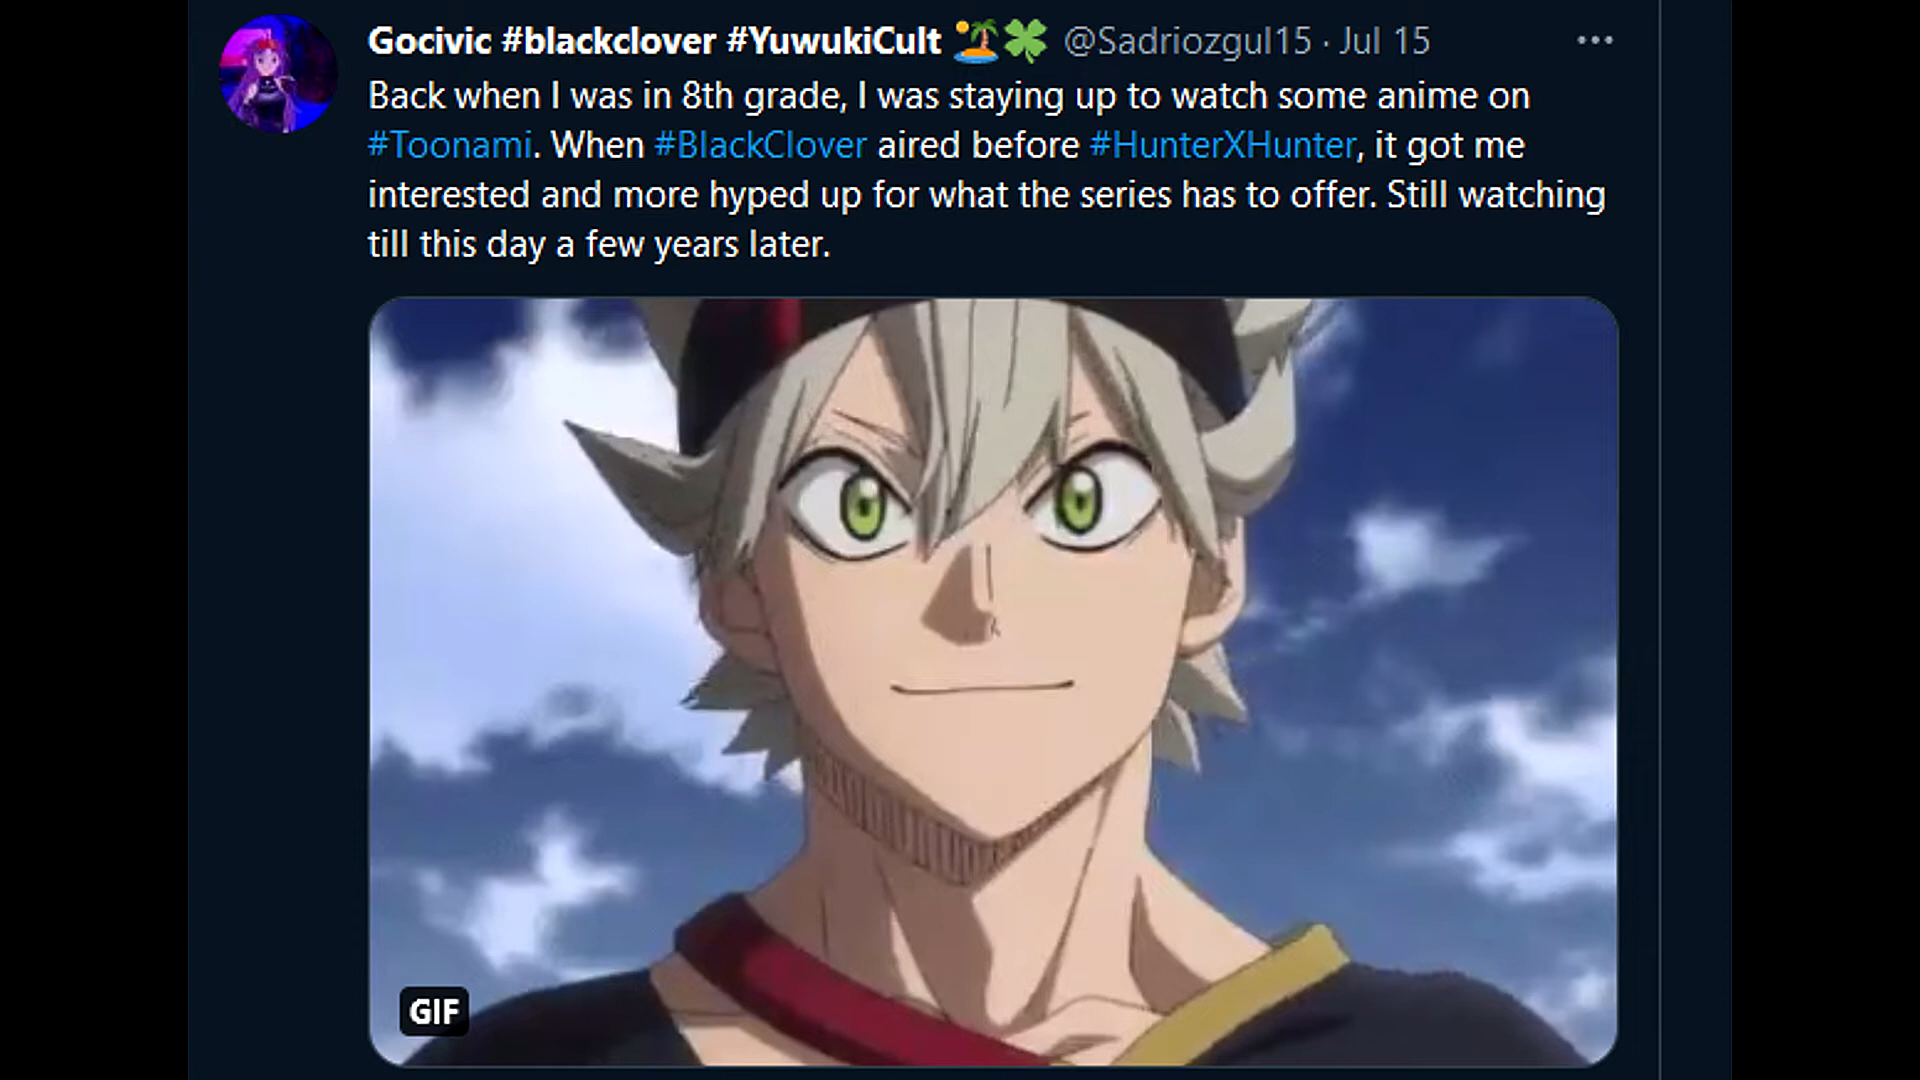 Gocivic #blackclover #YuwukiCult 🏝️🍀 @Sadriozgul15 · Jul 15
Back when I was in 8th grade, I was staying up to watch some anime on
#Toonami. When #BlackClover aired before #HunterXHunter, it got me
interested and more hyped up for what the series has to offer. Still watching
till this day a few years later.
GIF